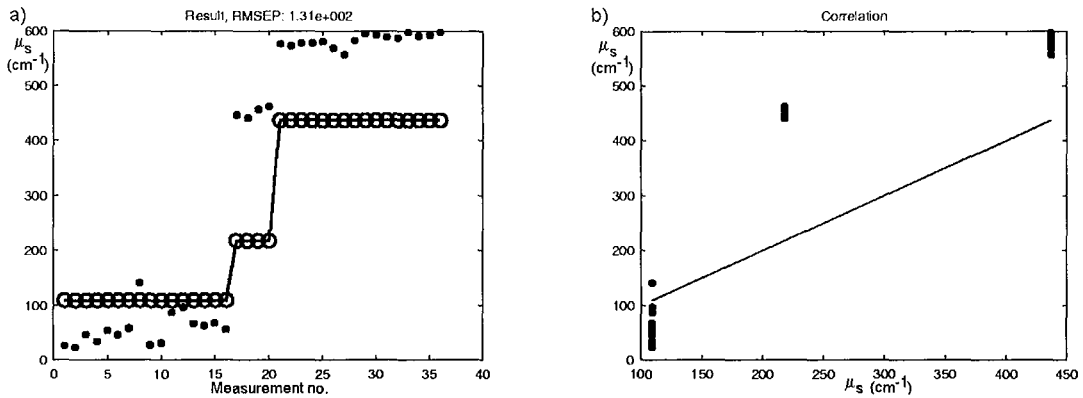 a)
Result, RMSEP: 1.31e+002
μs
(cm-1)
600
500
400
300
200
100
0
0 5 10 15 20 25 30 35 40
Measurement no.
b)
Correlation
μs
(cm-1)
600
500
400
300
200
100
0
100 150 200 250 300 350 400 450
μs (cm-1)